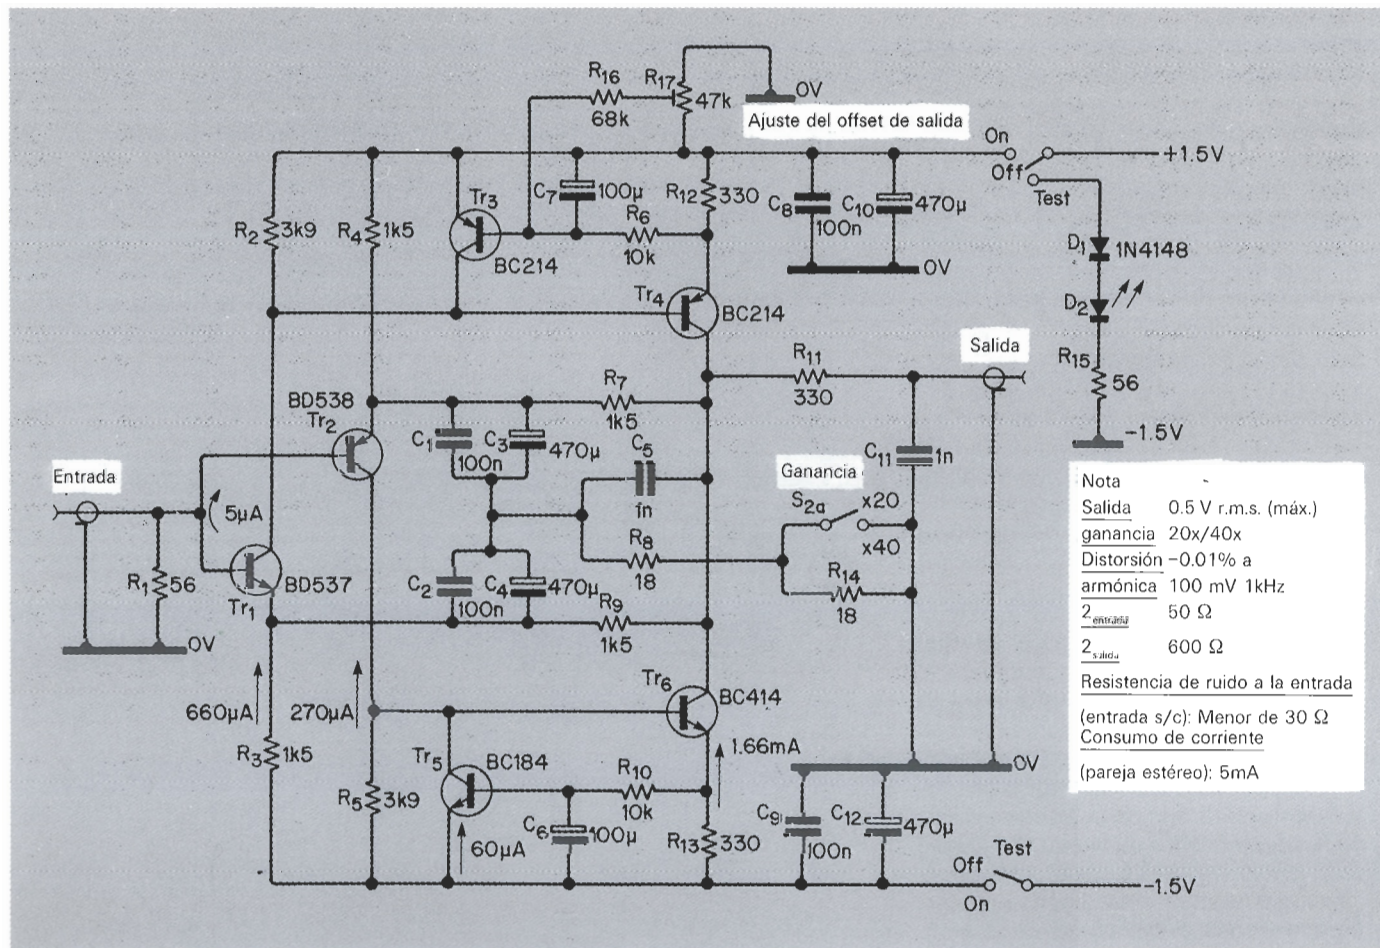 R16
68k
R17
47k
0V
Ajuste del offset de salida
On
Off
Test
+1.5V
R2
3k9
R4
1k5
Tr3
BC214
C7
100µ
R6
10k
R12
330
C8
100n
C10
470µ
0V
D1
1N4148
D2
R15
56
-1.5V
Tr4
BC214
R11
330
Salida
BD538
Tr2
R7
1k5
C1
100n
C3
470µ
C5
1n
Ganancia
S2a
x20
x40
C11
1n
Entrada
5µA
R1
56
BD537
Tr1
0V
C2
100n
C4
470µ
R8
18
R14
18
R9
1k5
Nota
Salida 0.5 V r.m.s. (máx.)
ganancia 20x/40x
Distorsión -0.01% a
armónica 100 mV 1kHz
2entrada 50 Ω
2salida 600 Ω
Resistencia de ruido a la entrada
(entrada s/c): Menor de 30 Ω
Consumo de corriente
(pareja estéreo): 5mA
660µA
270µA
Tr6
BC414
1.66mA
R3
1k5
R5
3k9
Tr5
BC184
60µA
R10
10k
C6
100µ
R13
330
0V
C9
100n
C12
470µ
Off
Test
On
-1.5V